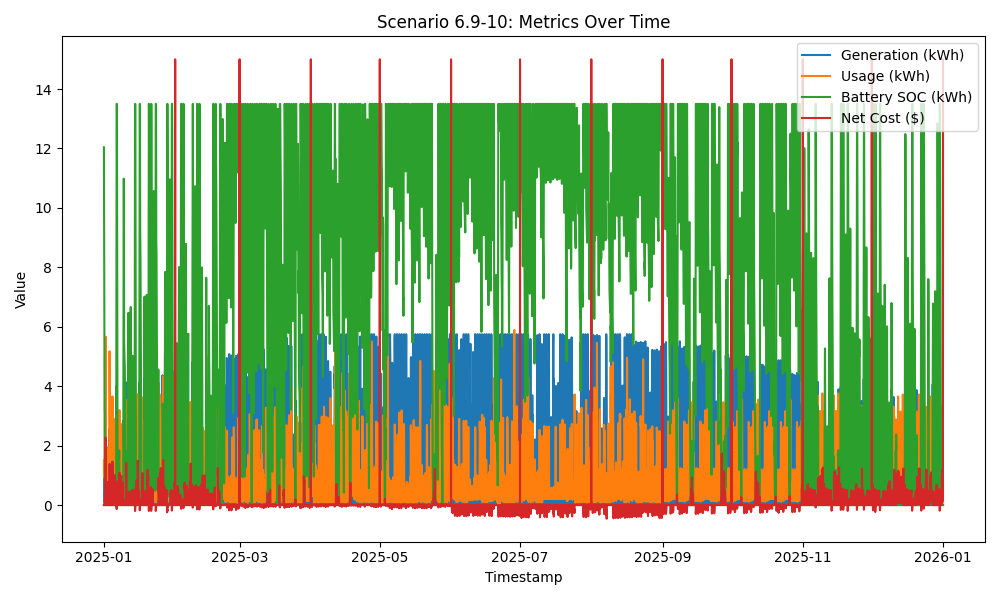 Scenario 6.9-10: Metrics Over Time
Generation (kWh)
Usage (kWh)
Battery SOC (kWh)
Net Cost ($)
Value
14
12
10
8
6
4
2
0
2025-01
2025-03
2025-05
2025-07
2025-09
2025-11
2026-01
Timestamp